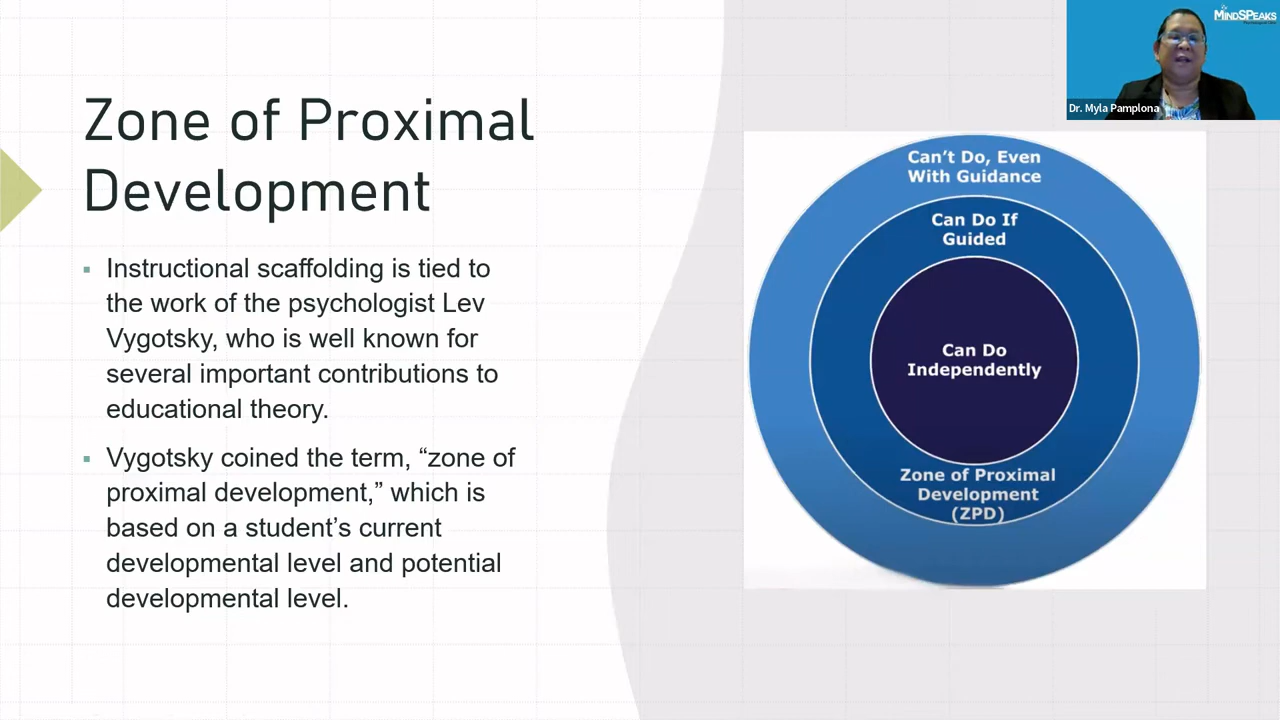 Zone of Proximal
Development
▪ Instructional scaffolding is tied to
the work of the psychologist Lev
Vygotsky, who is well known for
several important contributions to
educational theory.
▪ Vygotsky coined the term, “zone of
proximal development,” which is
based on a student’s current
developmental level and potential
developmental level.
Can’t Do, Even
With Guidance
Can Do If
Guided
Can Do
Independently
Zone of Proximal
Development
(ZPD)
MINDSPEAKS
Dr. Myla Pamplona